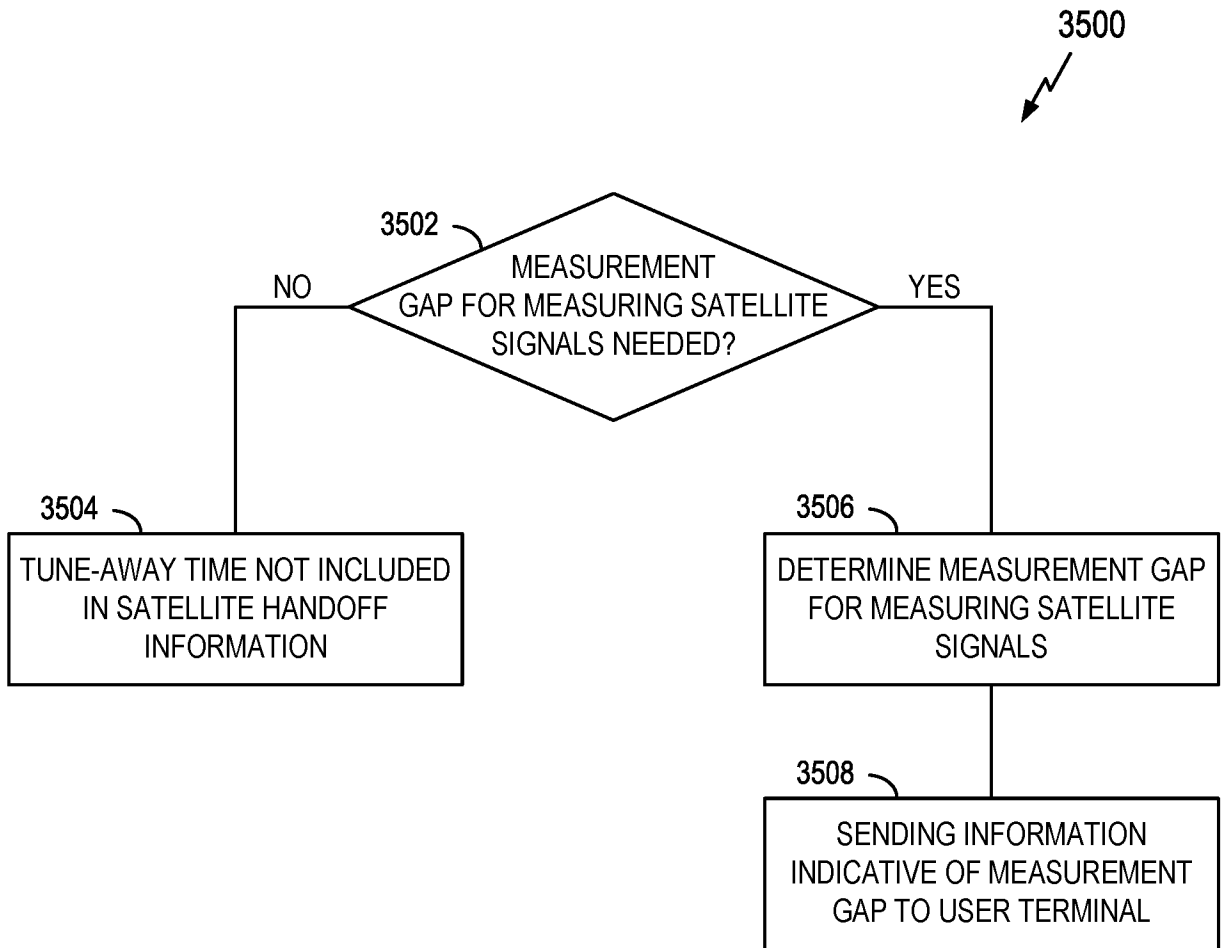 3500
3502
MEASUREMENT
GAP FOR MEASURING SATELLITE
SIGNALS NEEDED?
NO
YES
3504
TUNE-AWAY TIME NOT INCLUDED
IN SATELLITE HANDOFF
INFORMATION
3506
DETERMINE MEASUREMENT GAP
FOR MEASURING SATELLITE
SIGNALS
3508
SENDING INFORMATION
INDICATIVE OF MEASUREMENT
GAP TO USER TERMINAL